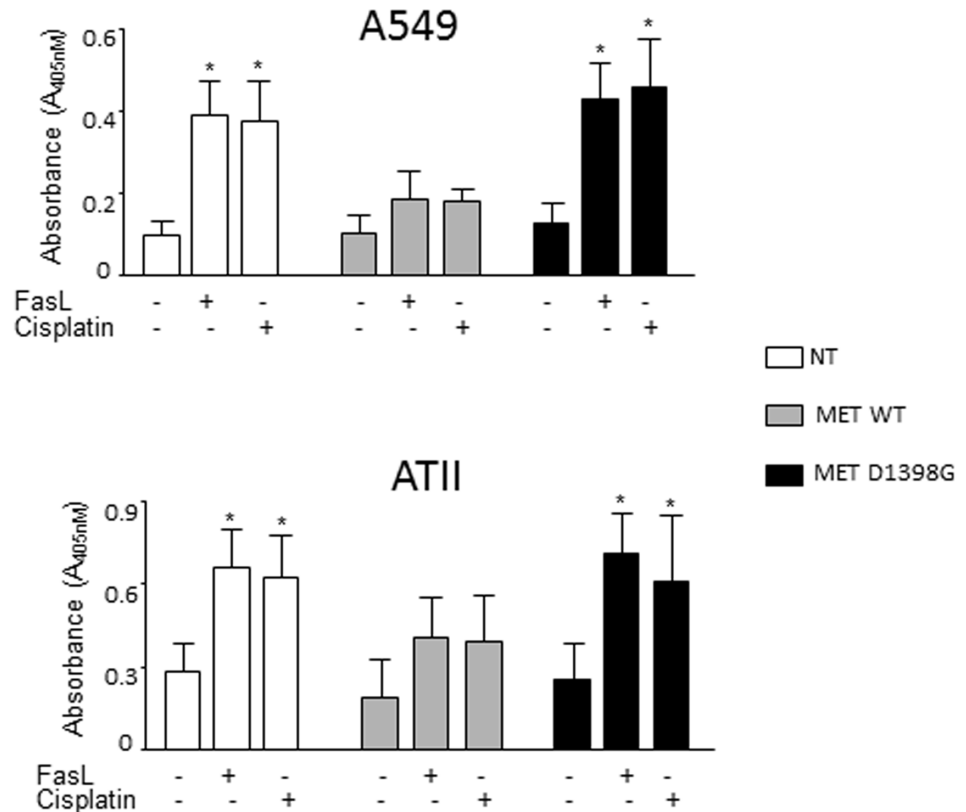 A549
Absorbance (A405nM)
0.6
0.4
0.2
0
* * * *
FasL - + - - + - - + -
Cisplatin - - + - - + - - +
NT
MET WT
MET D1398G
ATII
Absorbance (A405nM)
0.9
0.6
0.3
0
* * * *
FasL - + - - + - - + -
Cisplatin - - + - - + - - +